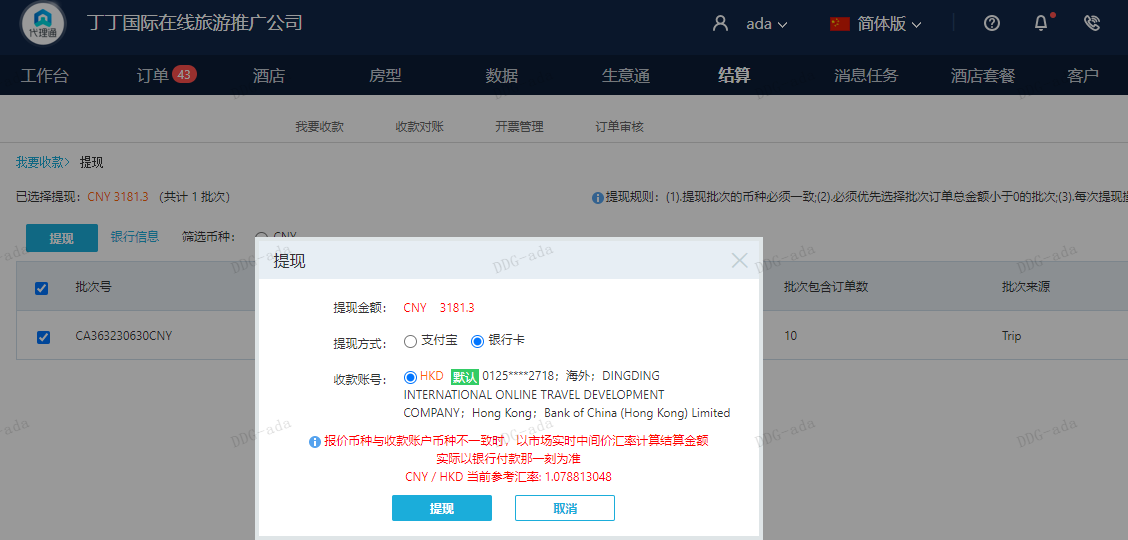 代理通
丁丁国际在线旅游推广公司
ada
简体版
工作台 订单 43 酒店 房型 数据 生意通 结算 消息任务 酒店套餐 客户
我要收款 收款对账 开票管理 订单审核
我要收款> 提现
已选择提现：CNY 3181.3 （共计 1 批次）
提现规则：(1).提现批次的币种必须一致;(2).必须优先选择批次订单总金额小于0的批次;(3).每次提现
提现 银行信息 筛选币种： CNY
批次号 批次包含订单数 批次来源
CA363230630CNY 10 Trip
提现
提现金额： CNY 3181.3
提现方式： 支付宝 银行卡
收款账号： HKD 默认 0125****2718；海外；DINGDING
INTERNATIONAL ONLINE TRAVEL DEVELOPMENT
COMPANY；Hong Kong；Bank of China (Hong Kong) Limited
报价币种与收款账户币种不一致时，以市场实时中间价汇率计算结算金额
实际以银行付款那一刻为准
CNY / HKD 当前参考汇率: 1.078813048
提现 取消
DDG-ada
DDG-ada
DDG-ada
DDG-ada
DDG-ada
DDG-ada